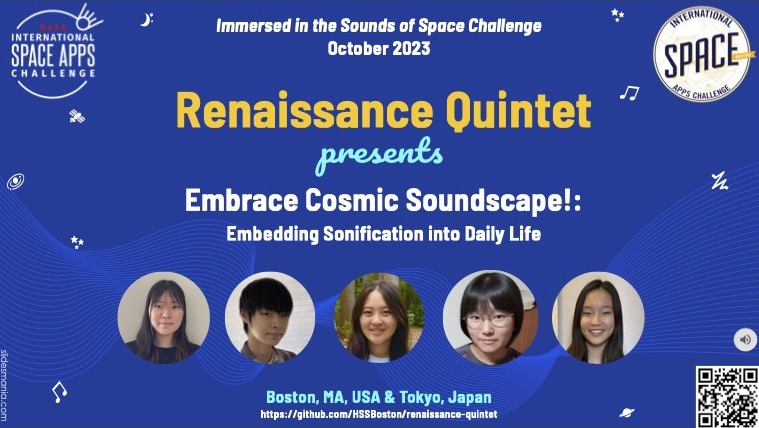 Immersed in the Sounds of Space Challenge
October 2023
INTERNATIONAL
SPACE APPS
CHALLENGE
INTERNATIONAL
SPACE
APPS CHALLENGE
Renaissance Quintet
presents
Embrace Cosmic Soundscape!:
Embedding Sonification into Daily Life
Boston, MA, USA & Tokyo, Japan
https://github.com/HSSBoston/renaissance-quintet
slidesmania.com